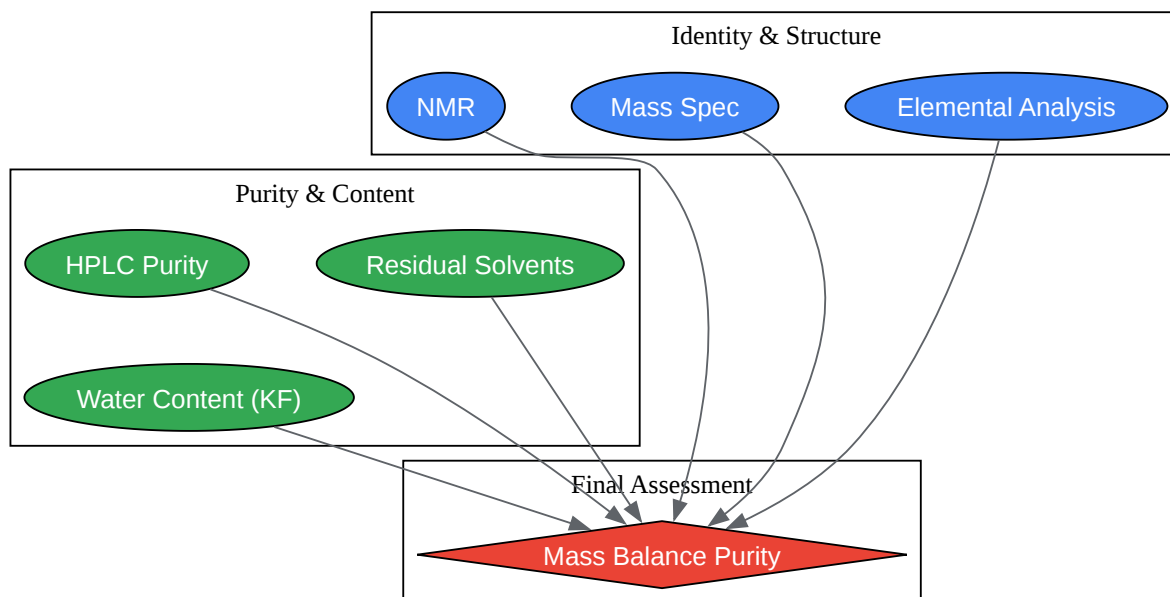 Identity & Structure
NMR
Mass Spec
Elemental Analysis
Purity & Content
HPLC Purity
Residual Solvents
Water Content (KF)
Final Assessment
Mass Balance Purity